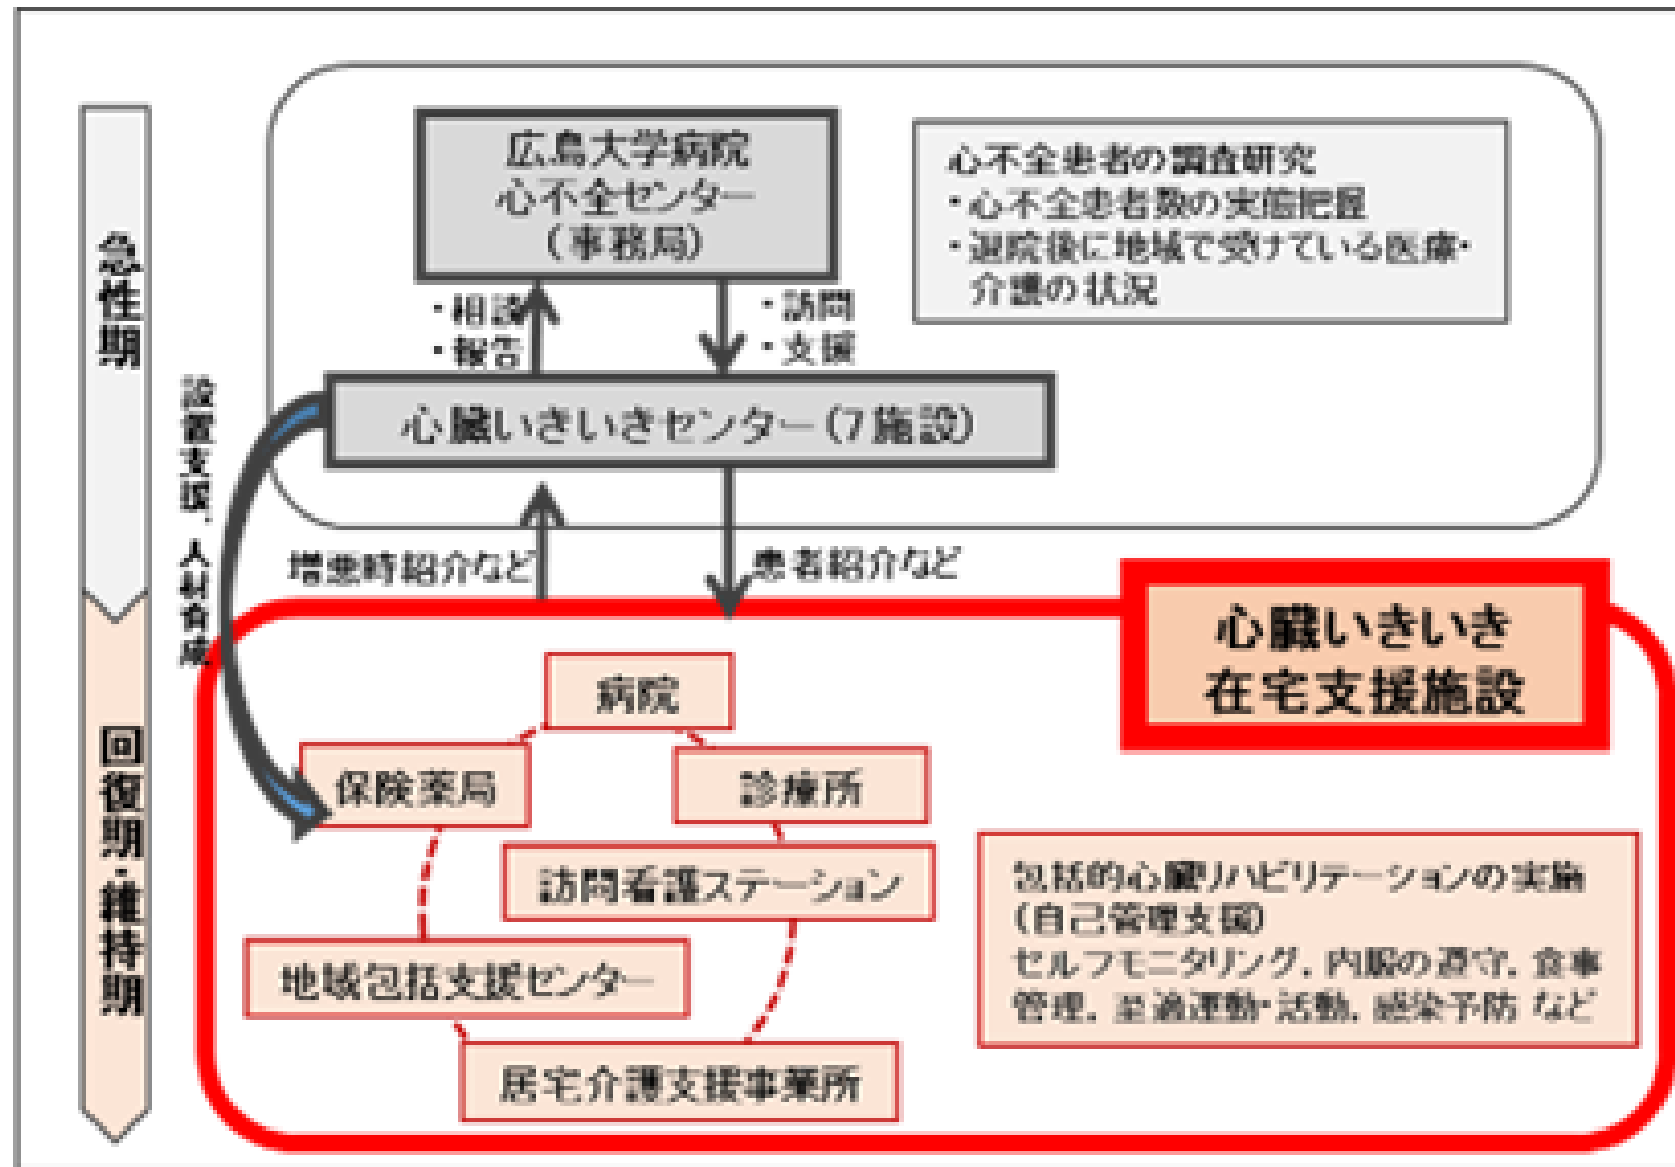 急性期
回復期・維持期
広島大学病院
心不全センター
（事務局）
心不全患者の調査研究
・心不全患者数の実態把握
・退院後に地域で受けている医療・
介護の状況
・相談
・報告
・訪問
・支援
心臓いきいきセンター（7施設）
設置支援、人材育成
増悪時紹介など
患者紹介など
心臓いきいき
在宅支援施設
病院
保険薬局
診療所
訪問看護ステーション
地域包括支援センター
居宅介護支援事業所
包括的心臓リハビリテーションの実施
（自己管理支援）
セルフモニタリング、内服の遵守、食事
管理、至適運動・活動、感染予防 など